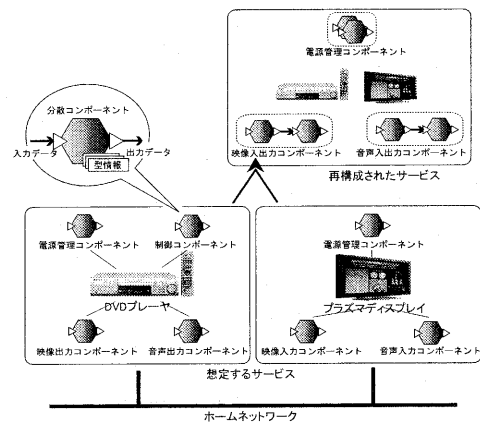 電源管理コンポーネント
分散コンポーネント
入力データ
出力データ
型情報
映像入出力コンポーネント
音声入出力コンポーネント
再構成されたサービス
電源管理コンポーネント
制御コンポーネント
DVDプレーヤ
映像出力コンポーネント
音声出力コンポーネント
電源管理コンポーネント
プラズマディスプレイ
映像入力コンポーネント
音声入力コンポーネント
想定するサービス
ホームネットワーク